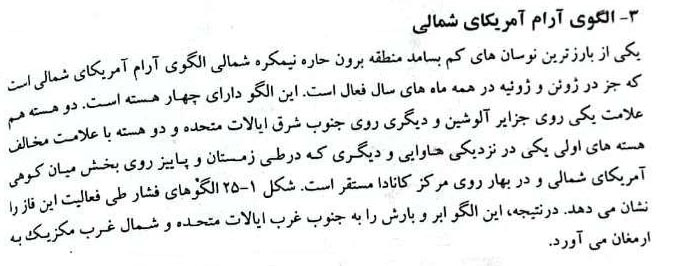 ۳- الگوی آرام آمریکای شمالی
یکی از بارزترین نوسان های کم بسامد منطقه برون حاره نیمکره شمالی الگوی آرام آمریکای شمالی است
که جز در ژوئن و ژوئیه در همه ماه های سال فعال است. این الگو دارای چهار هسته است. دو هسته هم
علامت یکی روی جزایر آلوشین و دیگری روی جنوب شرق ایالات متحده و دو هسته با علامت مخالف
هسته های اولی یکی در نزدیکی هاوایی و دیگری که درطی زمستان و پاییز روی بخش میان کوهی
آمریکای شمالی و در بهار روی مرکز کانادا مستقر است. شکل ۱-۲۵ الگوهای فشار طی فعالیت این فاز را
نشان می دهد. درنتیجه، این الگو ابر و بارش را به جنوب غرب ایالات متحده و شمال غرب مکزیک به
ارمغان می آورد.